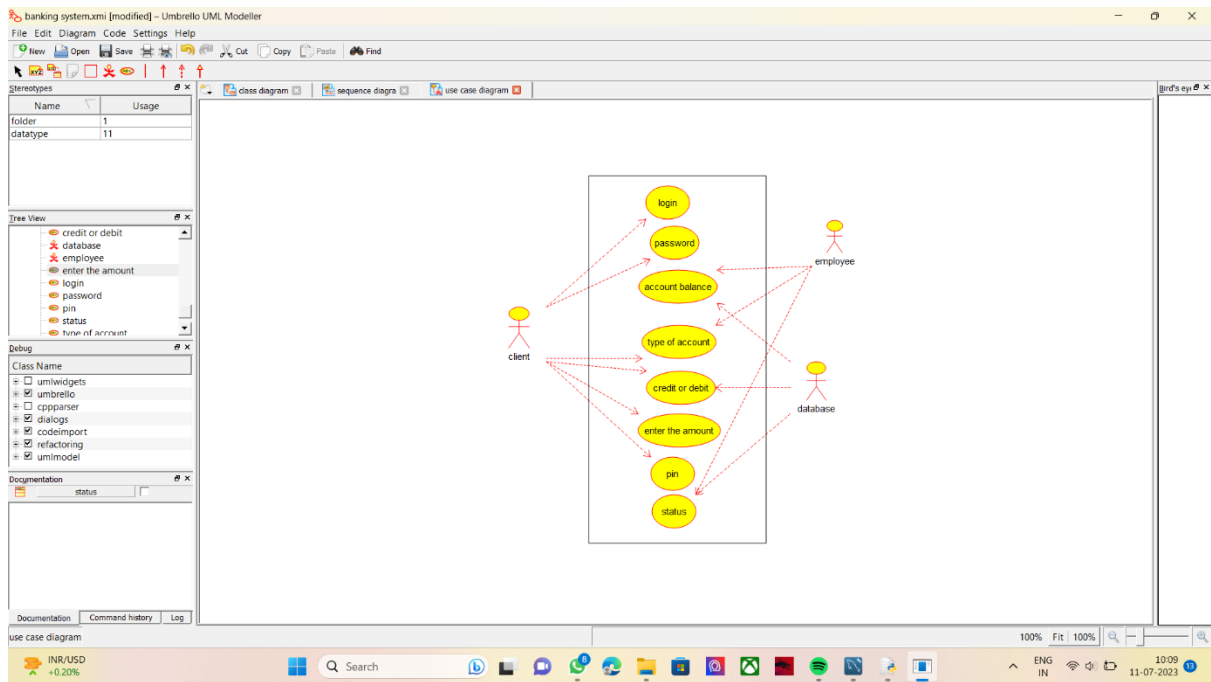 banking system.xmi [modified] – Umbrello UML Modeller
File Edit Diagram Code Settings Help
New Open Save Cut Copy Paste Find
Stereotypes
Name Usage
folder 1
datatype 11
Tree View
credit or debit
database
employee
enter the amount
login
password
pin
status
type of account
Debug
Class Name
umlwidgets
umbrello
cppparser
dialogs
codeimport
refactoring
umlmodel
Documentation
status
Documentation Command history Log
class diagram sequence diagra use case diagram
Bird's eye
login
password
account balance
type of account
credit or debit
enter the amount
pin
status
client
employee
database
use case diagram
100% Fit 100%
INR/USD
+0.20%
Search
8
ENG
IN
10:09
11-07-2023
13